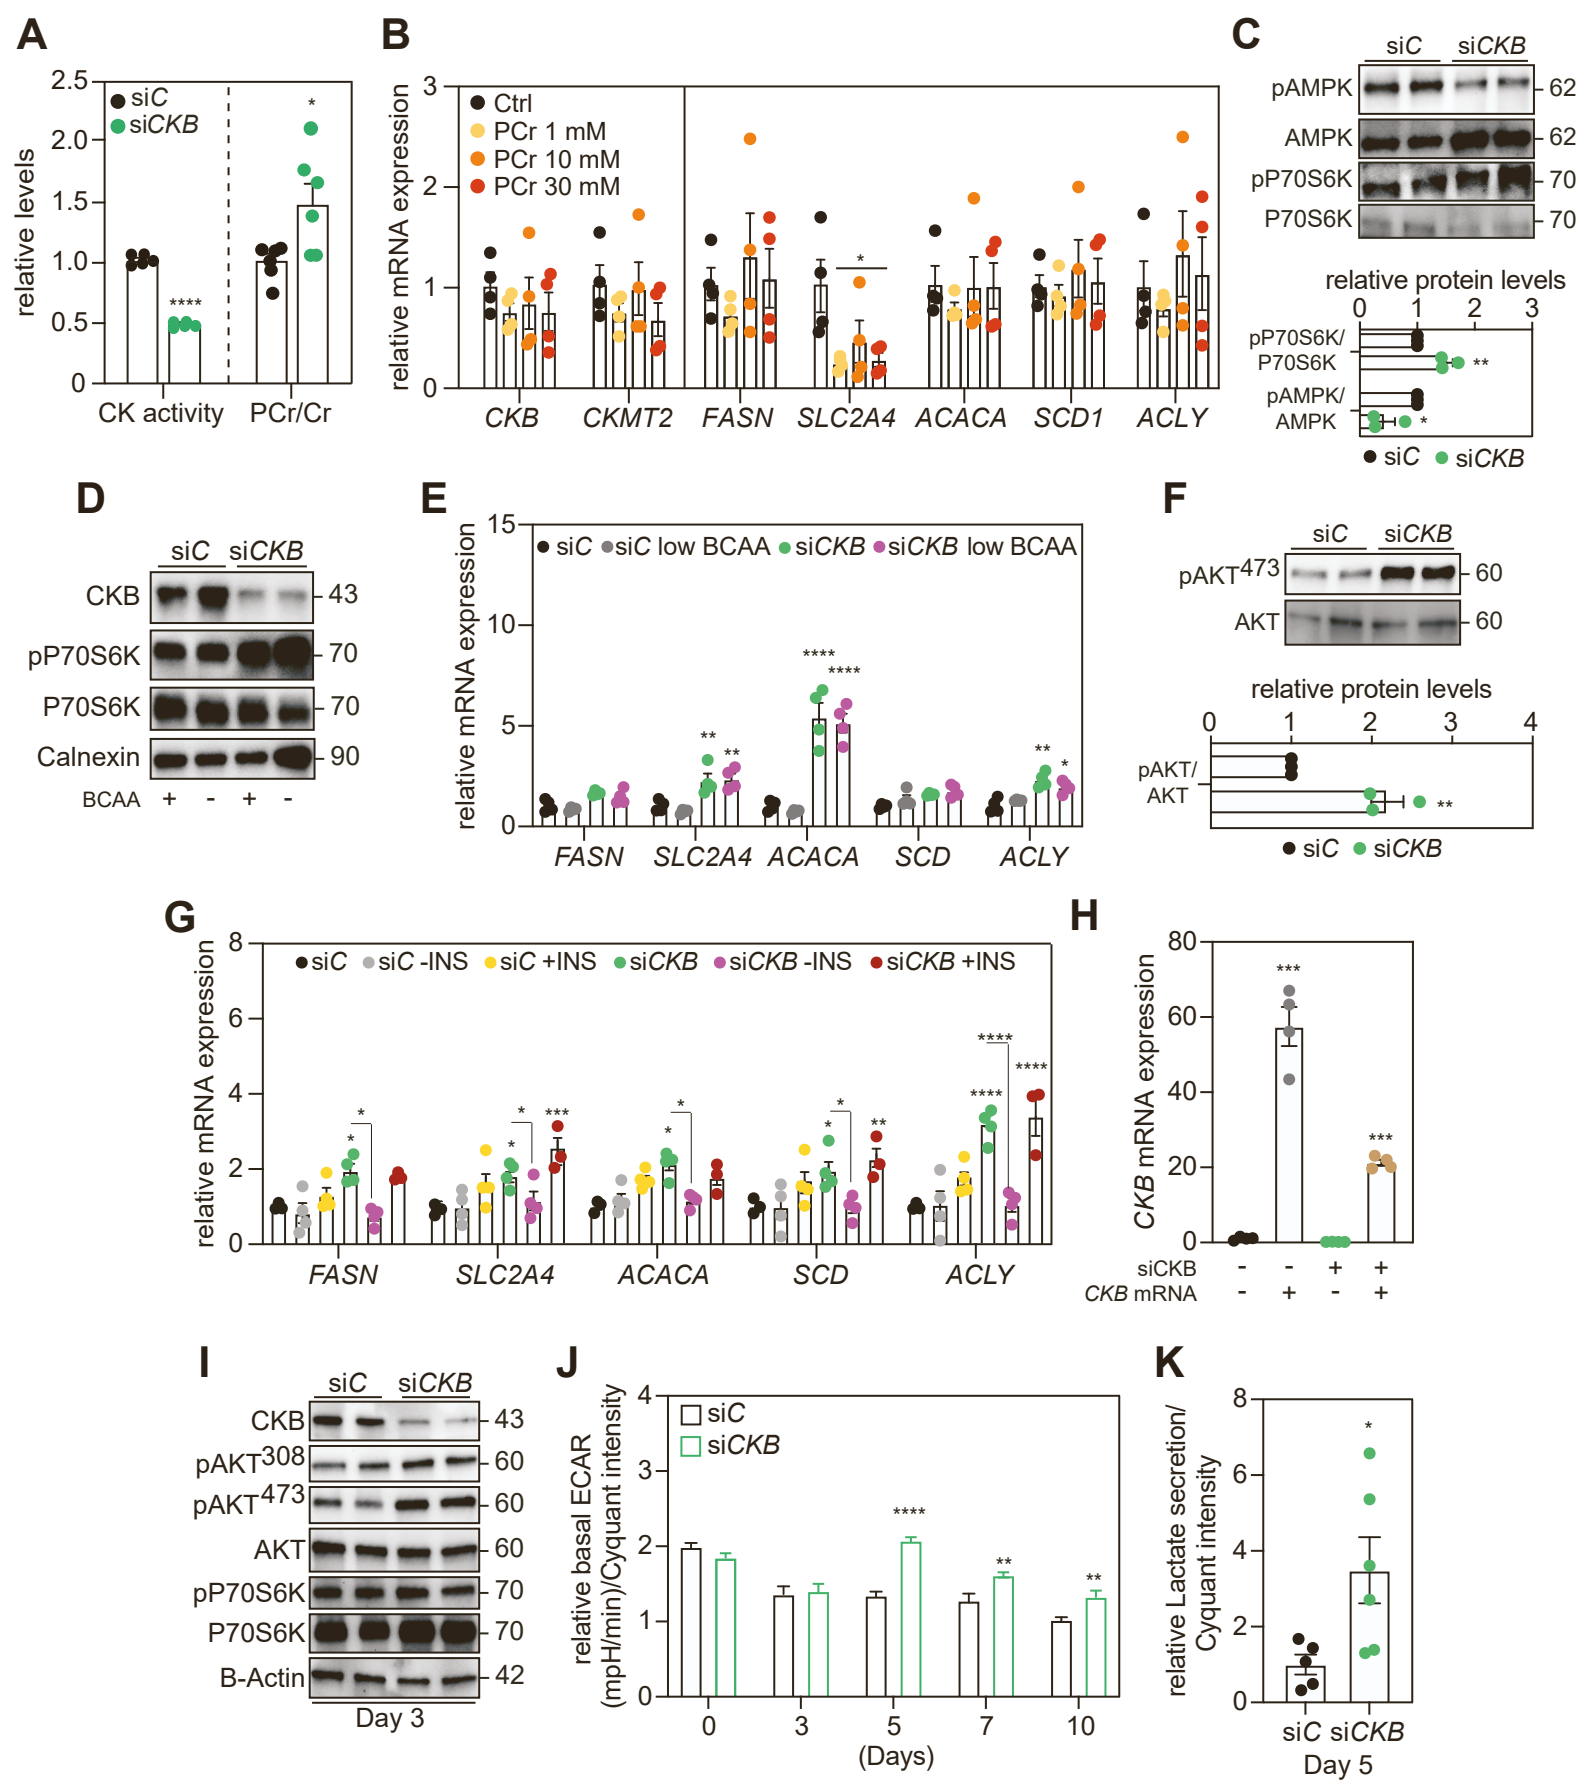 A
relative levels
2.5
2.0
1.5
1.0
0.5
0
siC
siCKB
****
*
CK activity
PCr/Cr
B
relative mRNA expression
3
2
1
0
Ctrl
PCr 1 mM
PCr 10 mM
PCr 30 mM
*
CKB
CKMT2
FASN
SLC2A4
ACACA
SCD1
ACLY
C
siC siCKB
pAMPK 62
AMPK 62
pP70S6K 70
P70S6K 70
relative protein levels
0 1 2 3
pP70S6K/
P70S6K
**
pAMPK/
AMPK
*
siC siCKB
D
siC siCKB
CKB 43
pP70S6K 70
P70S6K 70
Calnexin 90
BCAA + - + -
E
relative mRNA expression
15
10
5
0
siC siC low BCAA siCKB siCKB low BCAA
** ** **** **** ** *
FASN SLC2A4 ACACA SCD ACLY
F
siC siCKB
pAKT473 60
AKT 60
relative protein levels
0 1 2 3 4
pAKT/
AKT
**
siC siCKB
G
relative mRNA expression
8
6
4
2
0
siC siC -INS siC +INS siCKB siCKB -INS siCKB +INS
* *
* * ***
* *
* * **
**** **** ****
FASN SLC2A4 ACACA SCD ACLY
H
CKB mRNA expression
80
60
40
20
0
***
***
siCKB - - + +
CKB mRNA - + - +
I
siC siCKB
CKB 43
pAKT308 60
pAKT473 60
AKT 60
pP70S6K 70
P70S6K 70
B-Actin 42
Day 3
J
relative basal ECAR
(mpH/min)/Cyquant intensity
4
3
2
1
0
siC
siCKB
****
**
**
0 3 5 7 10
(Days)
K
relative Lactate secretion/
Cyquant intensity
8
6
4
2
0
*
siC siCKB
Day 5